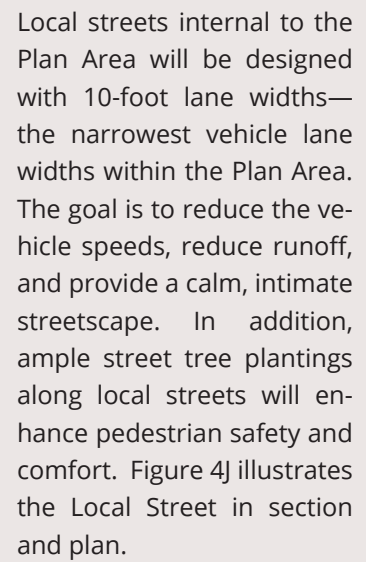 Local streets internal to the
Plan Area will be designed
with 10-foot lane widths—
the narrowest vehicle lane
widths within the Plan Area.
The goal is to reduce the ve-
hicle speeds, reduce runoff,
and provide a calm, intimate
streetscape. In addition,
ample street tree plantings
along local streets will en-
hance pedestrian safety and
comfort. Figure 4J illustrates
the Local Street in section
and plan.